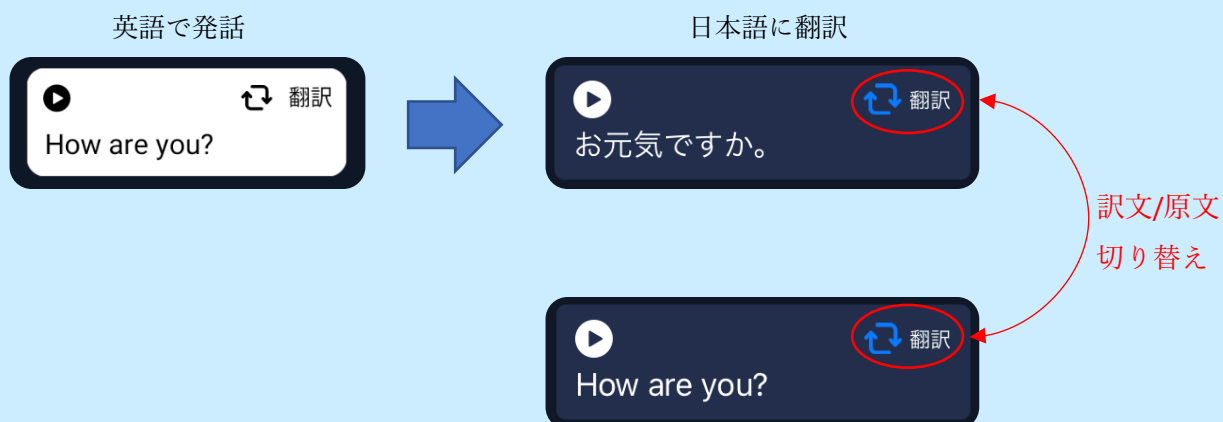 英語で発話
日本語に翻訳
翻訳
How are you?
翻訳
お元気ですか。
訳文/原文
切り替え
翻訳
How are you?